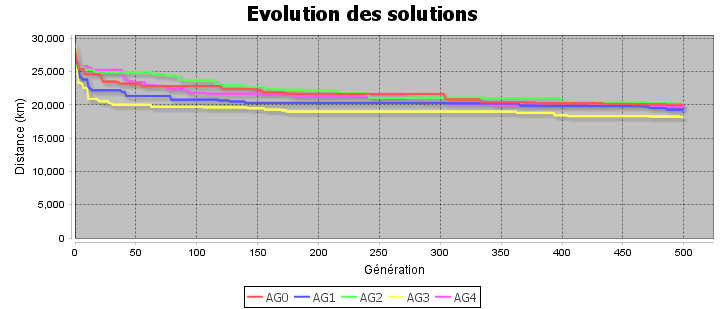 Evolution des solutions
Distance (km)
30,000
25,000
20,000
15,000
10,000
5,000
0
0 50 100 150 200 250 300 350 400 450 500
Génération
AG0 AG1 AG2 AG3 AG4